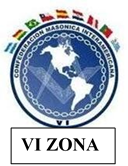 CONFEDERACION MASONICA INTERAMERICANA
V I
VI ZONA